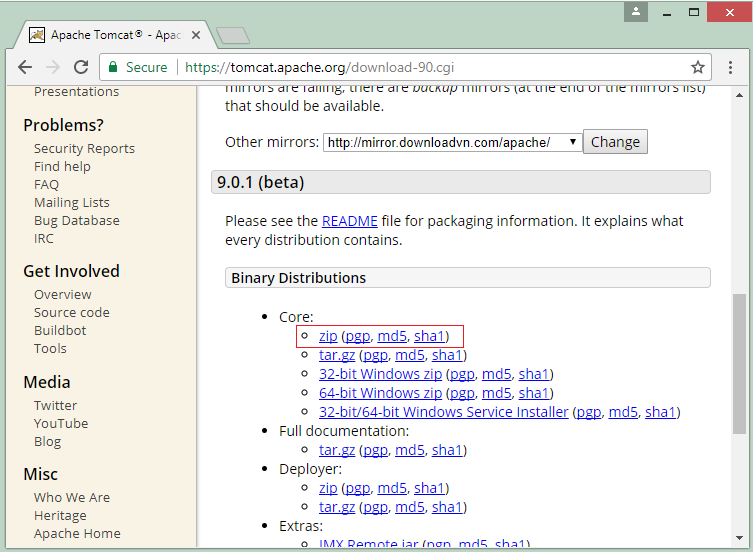 Apache Tomcat® - Apac
Secure
https://tomcat.apache.org/download-90.cgi
Presentations
Problems?
Security Reports
Find help
FAQ
Mailing Lists
Bug Database
IRC
Get Involved
Overview
Source code
Buildbot
Tools
Media
Twitter
YouTube
Blog
Misc
Who We Are
Heritage
Apache Home
mirrors are failing, there are backup mirrors (at the end of the mirrors list)
that should be available.
Other mirrors: http://mirror.downloadvn.com/apache/ Change
9.0.1 (beta)
Please see the README file for packaging information. It explains what
every distribution contains.
Binary Distributions
Core:
zip (pgp, md5, sha1)
tar.gz (pgp, md5, sha1)
32-bit Windows zip (pgp, md5, sha1)
64-bit Windows zip (pgp, md5, sha1)
32-bit/64-bit Windows Service Installer (pgp, md5, sha1)
Full documentation:
tar.gz (pgp, md5, sha1)
Deployer:
zip (pgp, md5, sha1)
tar.gz (pgp, md5, sha1)
Extras:
JMX Remote jar (pgp, md5, sha1)